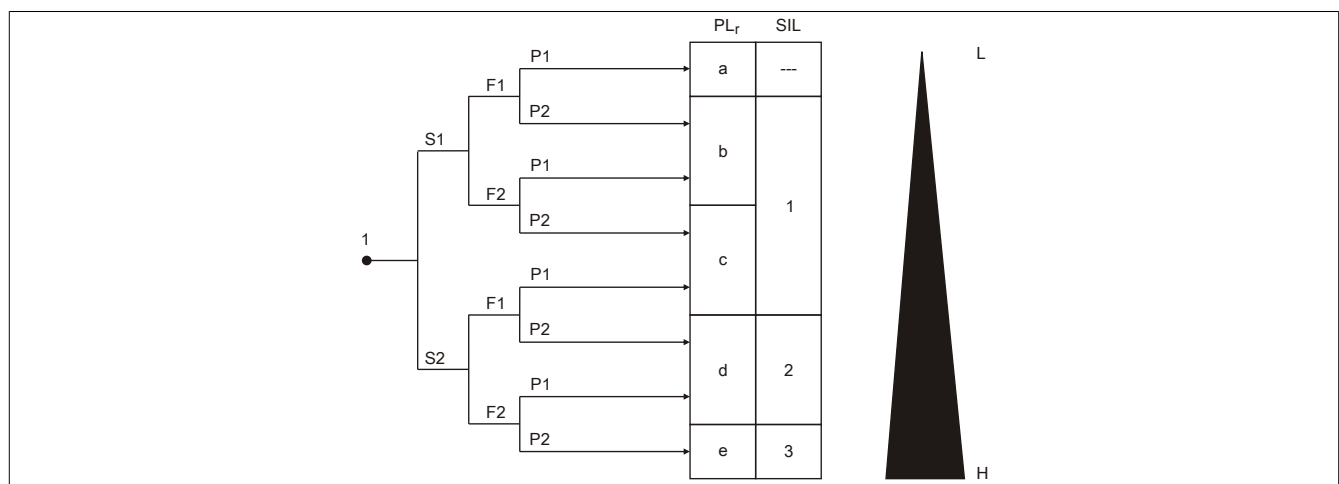 PLr SIL
L
P1 a ---
F1
P2
S1 b
P1
F2 1
P2
1 c
P1
F1
P2
S2 d 2
P1
F2
P2 e 3
H